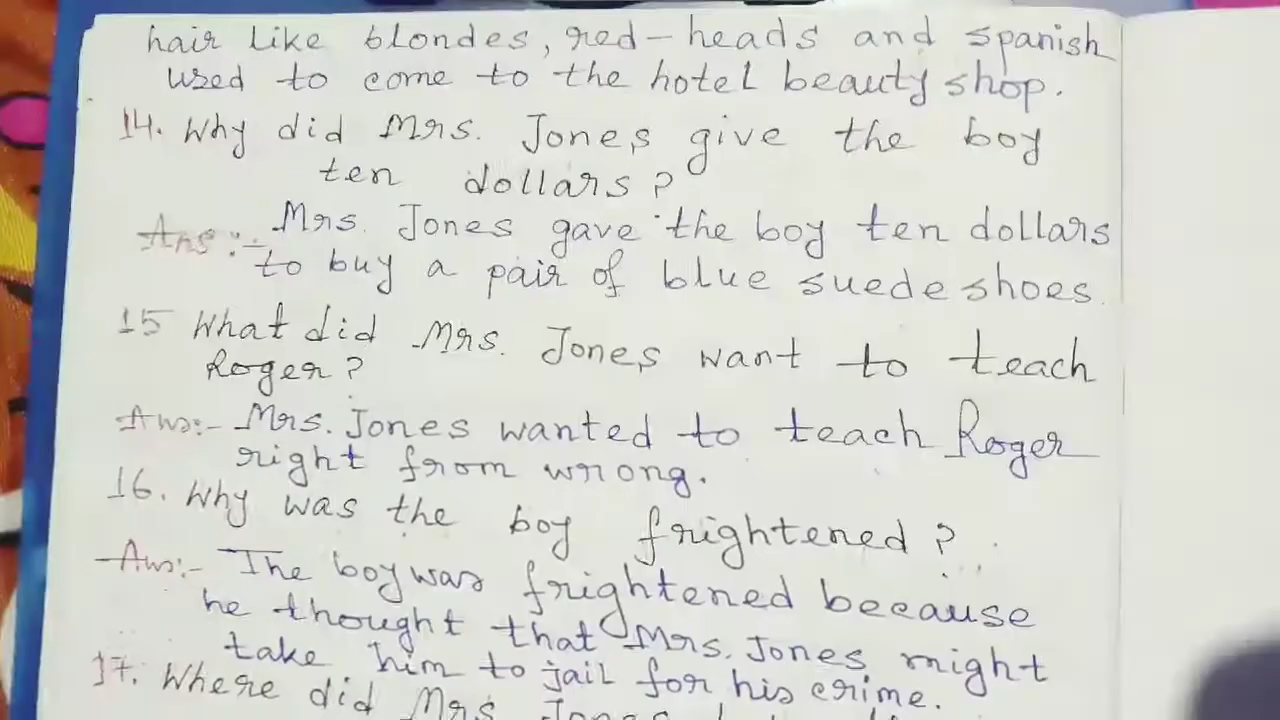 hair like blondes, red-heads and spanish
used to come to the hotel beauty shop.
14. Why did Mrs. Jones give the boy
ten dollars?
Ans:- Mrs. Jones gave the boy ten dollars
to buy a pair of blue suede shoes.
15 What did Mrs. Jones want to teach
Roger?
Ans:- Mrs. Jones wanted to teach Roger
right from wrong.
16. Why was the boy frightened?
Ans:- The boy was frightened because
he thought that Mrs. Jones might
take him to jail for his crime.
17. Where did Mrs. Jones